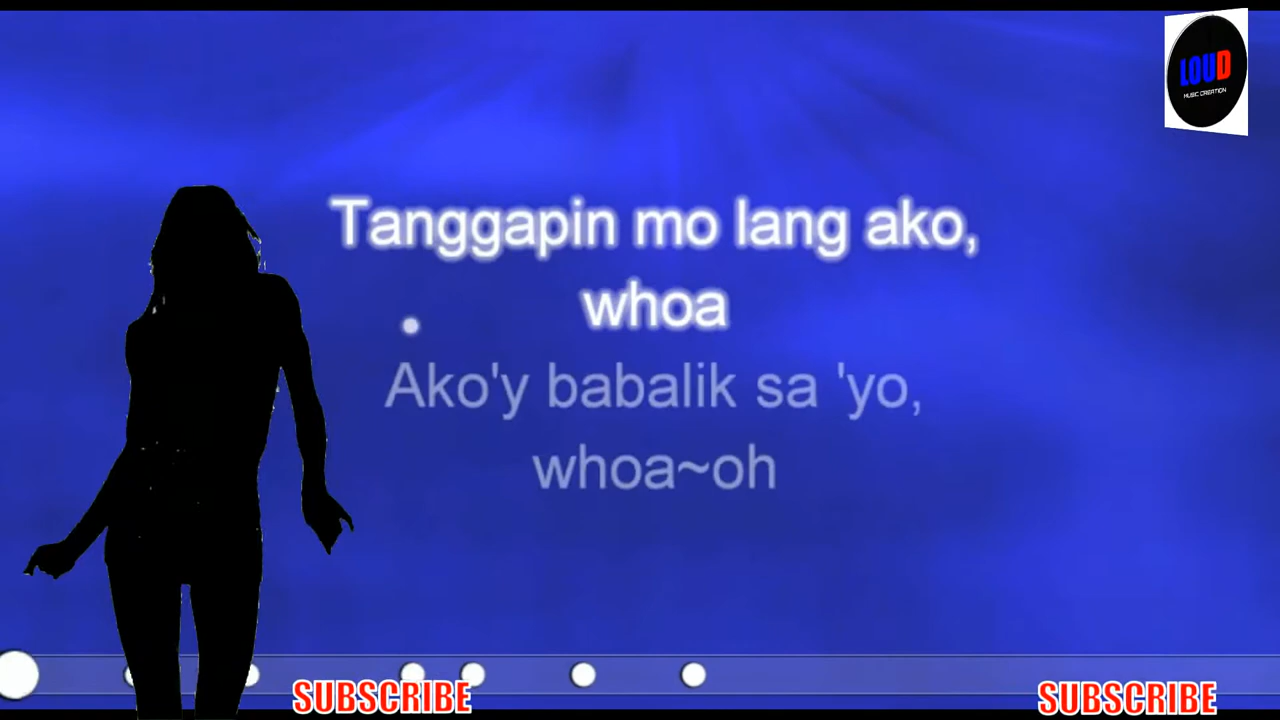 LOUD
MUSIC CREATION
Tanggapin mo lang ako,
whoa
Ako'y babalik sa 'yo,
whoa~oh
SUBSCRIBE
SUBSCRIBE